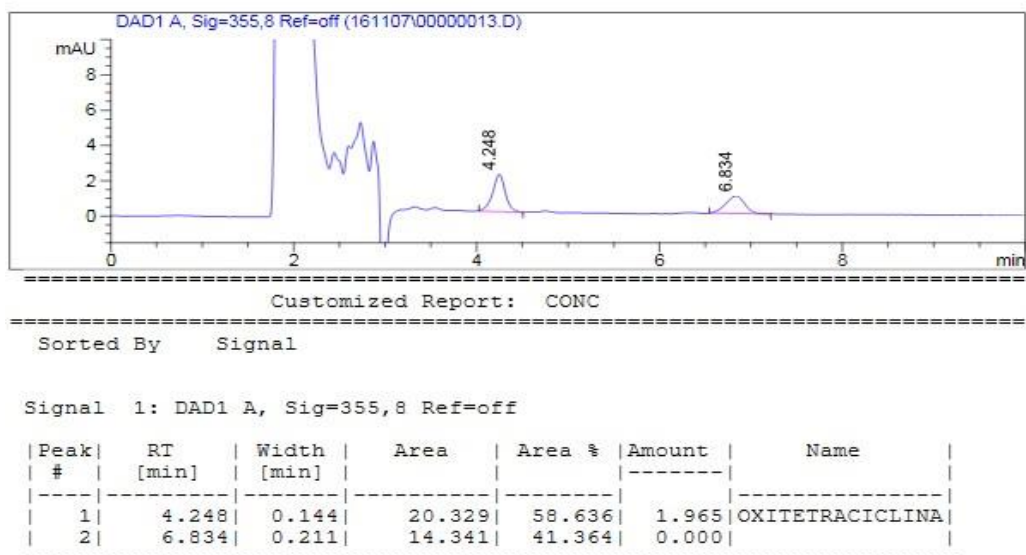 DAD1 A, Sig=355,8 Ref=off (161107\00000013.D)
mAU
8
6
4
2
0
4.248
6.834
0 2 4 6 8 min
==================================================================
Customized Report: CONC
==================================================================
Sorted By Signal
Signal 1: DAD1 A, Sig=355,8 Ref=off
|Peak| RT | Width | Area | Area % |Amount | Name |
| # | [min] | [min] | | |-------| |
|----|---------|-------|----------|--------| |---------------|
| 1| 4.248| 0.144| 20.329| 58.636| 1.965|OXITETRACICLINA|
| 2| 6.834| 0.211| 14.341| 41.364| 0.000| |